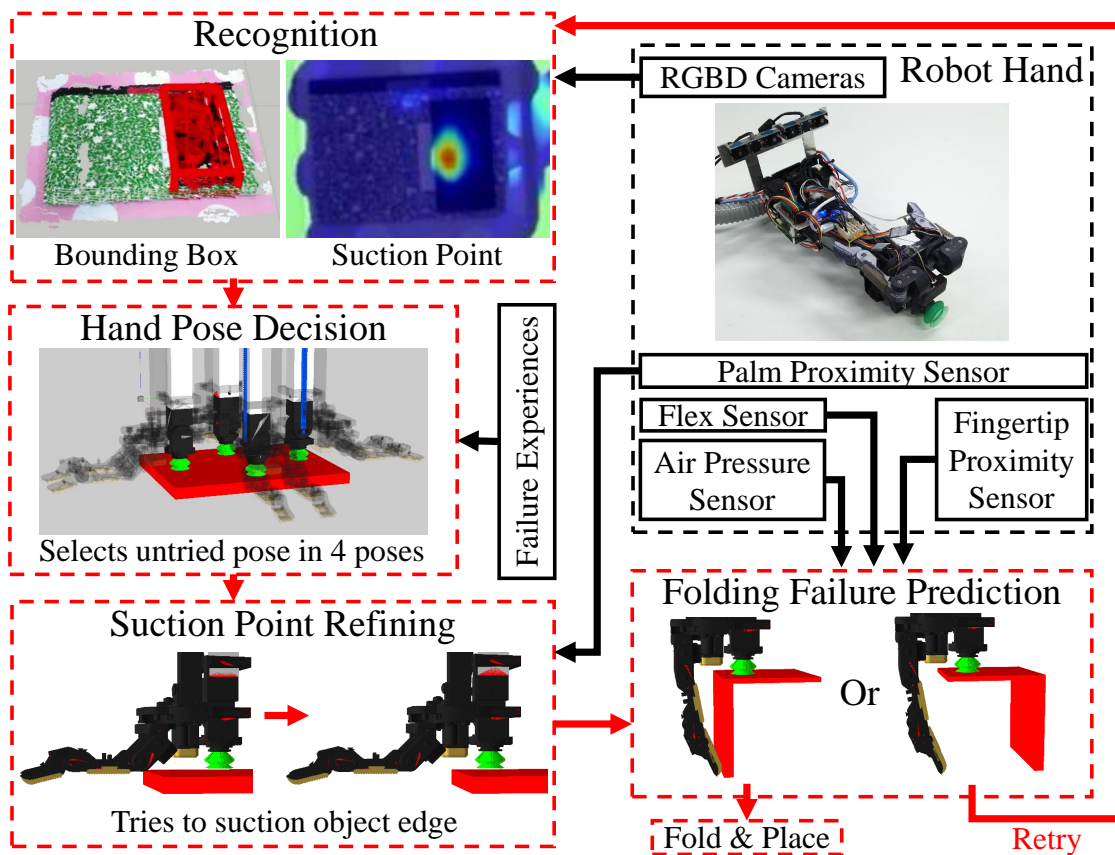 Recognition
Bounding Box
Suction Point
Robot Hand
RGBD Cameras
Palm Proximity Sensor
Flex Sensor
Air Pressure
Sensor
Fingertip
Proximity
Sensor
Hand Pose Decision
Selects untried pose in 4 poses
Failure Experiences
Suction Point Refining
Tries to suction object edge
Folding Failure Prediction
Or
Fold & Place
Retry